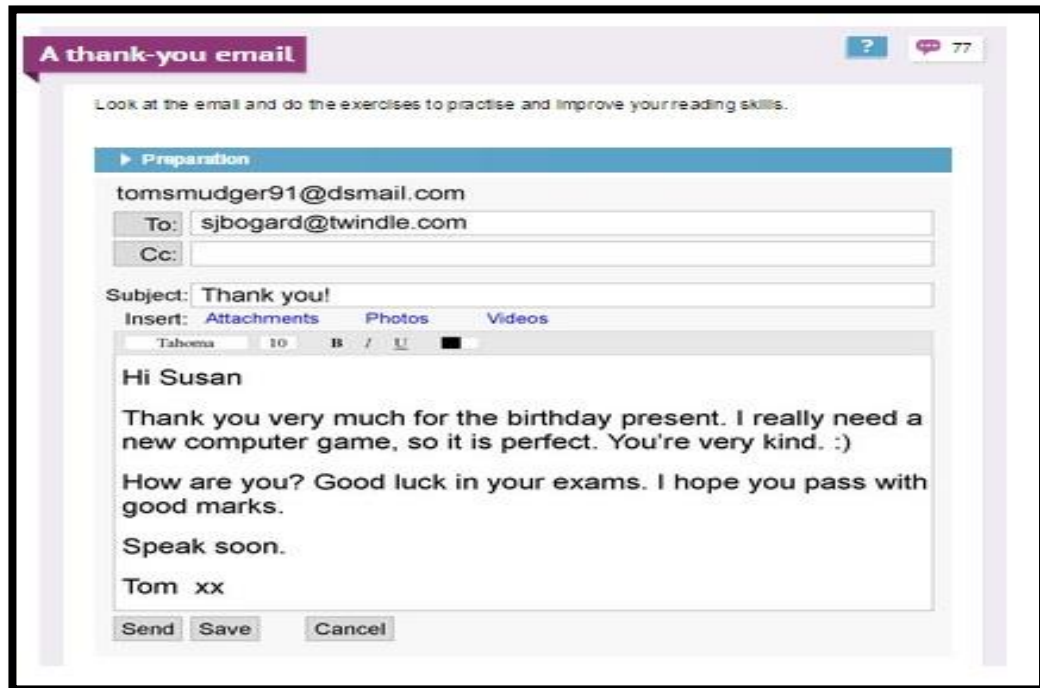 A thank-you email
? 77
Look at the email and do the exercises to practise and improve your reading skills.
Preparation
tomsmudger91@dsmail.com
To: sjbogard@twindle.com
Cc:
Subject: Thank you!
Insert: Attachments Photos Videos
Tahoma 10 B I U
Hi Susan
Thank you very much for the birthday present. I really need a
new computer game, so it is perfect. You're very kind. :)
How are you? Good luck in your exams. I hope you pass with
good marks.
Speak soon.
Tom xx
Send Save Cancel